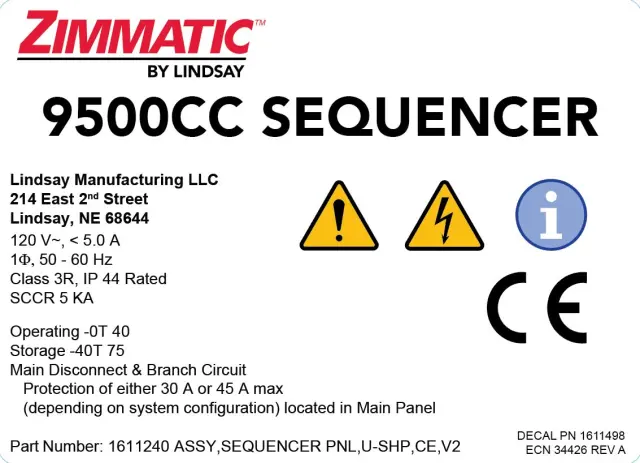 ZIMMATIC™
BY LINDSAY
9500CC SEQUENCER
Lindsay Manufacturing LLC
214 East 2nd Street
Lindsay, NE 68644
120 V~, < 5.0 A
1Φ, 50 - 60 Hz
Class 3R, IP 44 Rated
SCCR 5 KA
i
CE
Operating -0T 40
Storage -40T 75
Main Disconnect & Branch Circuit
Protection of either 30 A or 45 A max
(depending on system configuration) located in Main Panel
Part Number: 1611240 ASSY,SEQUENCER PNL,U-SHP,CE,V2
DECAL PN 1611498
ECN 34426 REV A